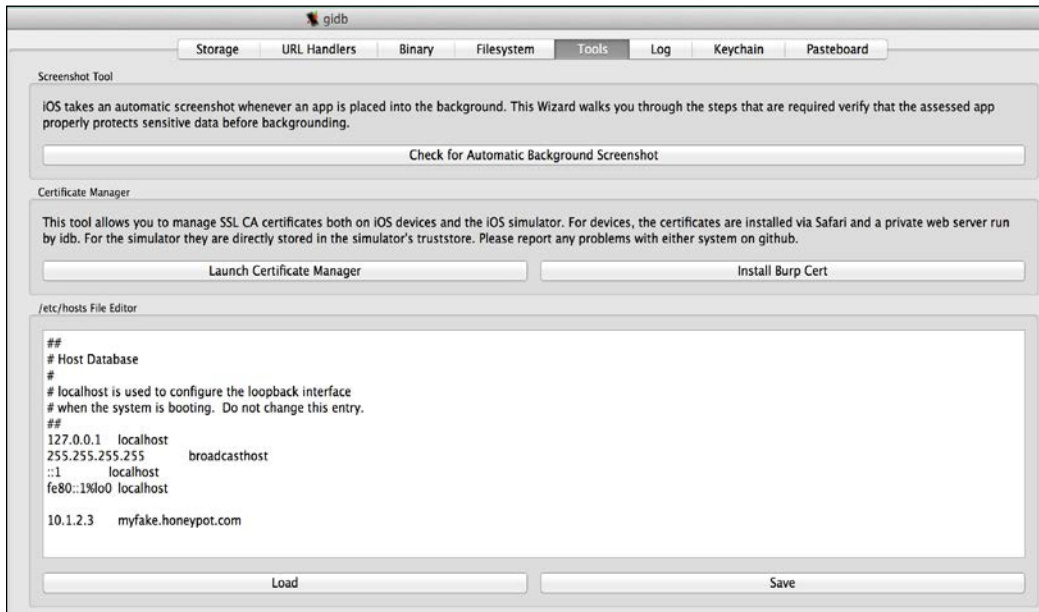 gidb
Storage URL Handlers Binary Filesystem Tools Log Keychain Pasteboard
Screenshot Tool
iOS takes an automatic screenshot whenever an app is placed into the background. This Wizard walks you through the steps that are required verify that the assessed app
properly protects sensitive data before backgrounding.
Check for Automatic Background Screenshot
Certificate Manager
This tool allows you to manage SSL CA certificates both on iOS devices and the iOS simulator. For devices, the certificates are installed via Safari and a private web server run
by idb. For the simulator they are directly stored in the simulator's truststore. Please report any problems with either system on github.
Launch Certificate Manager Install Burp Cert
/etc/hosts File Editor
##
# Host Database
#
# localhost is used to configure the loopback interface
# when the system is booting. Do not change this entry.
##
127.0.0.1 localhost
255.255.255.255 broadcasthost
::1 localhost
fe80::1%lo0 localhost
10.1.2.3 myfake.honeypot.com
Load Save